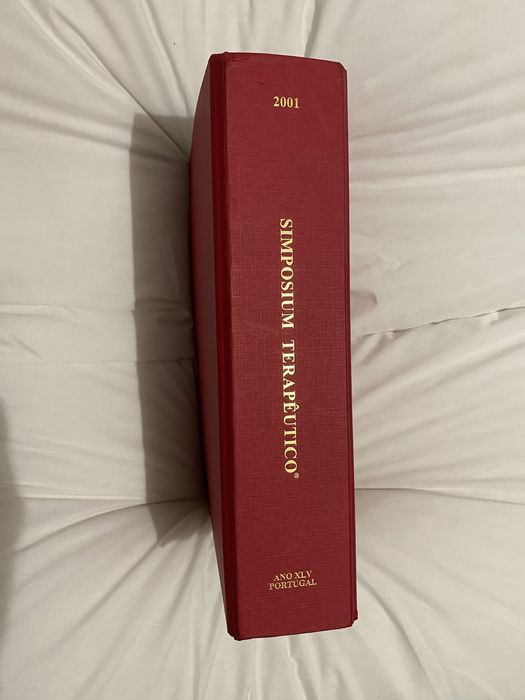 2001
SIMPOSIUM TERAPÊUTICO®
ANO XLV
PORTUGAL